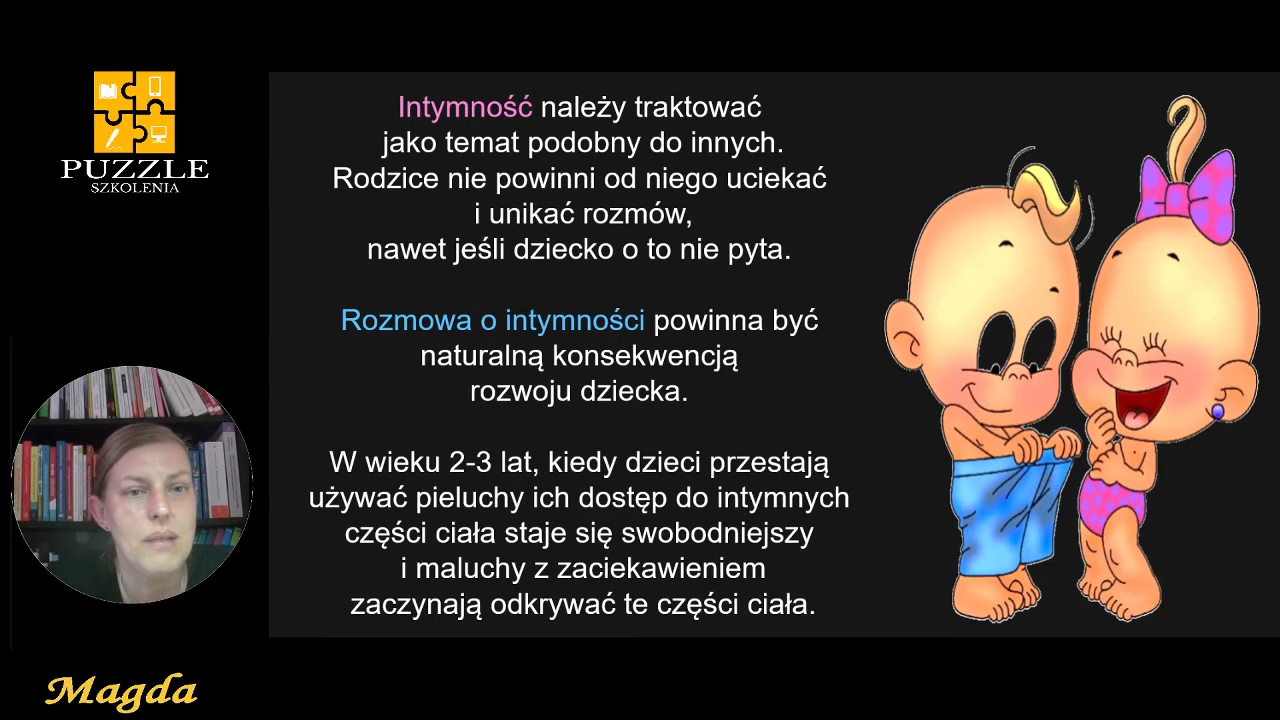 PUZZLE
SZKOLENIA
Intymność należy traktować
jako temat podobny do innych.
Rodzice nie powinni od niego uciekać
i unikać rozmów,
nawet jeśli dziecko o to nie pyta.
Rozmowa o intymności powinna być
naturalną konsekwencją
rozwoju dziecka.
W wieku 2-3 lat, kiedy dzieci przestają
używać pieluchy ich dostęp do intymnych
części ciała staje się swobodniejszy
i maluchy z zaciekawieniem
zaczynają odkrywać te części ciała.
Magda